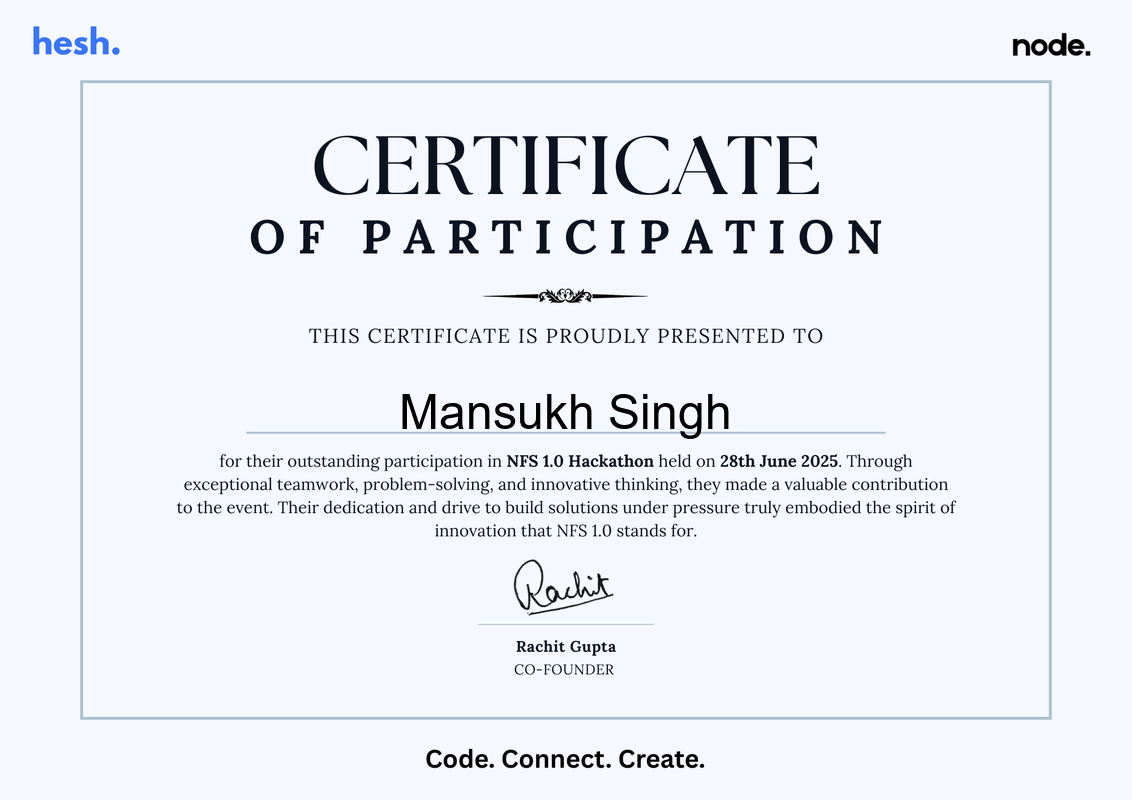 hesh.
node.
CERTIFICATE
OF PARTICIPATION
THIS CERTIFICATE IS PROUDLY PRESENTED TO
Mansukh Singh
for their outstanding participation in NFS 1.0 Hackathon held on 28th June 2025. Through
exceptional teamwork, problem-solving, and innovative thinking, they made a valuable contribution
to the event. Their dedication and drive to build solutions under pressure truly embodied the spirit of
innovation that NFS 1.0 stands for.
Rachit
Rachit Gupta
CO-FOUNDER
Code. Connect. Create.